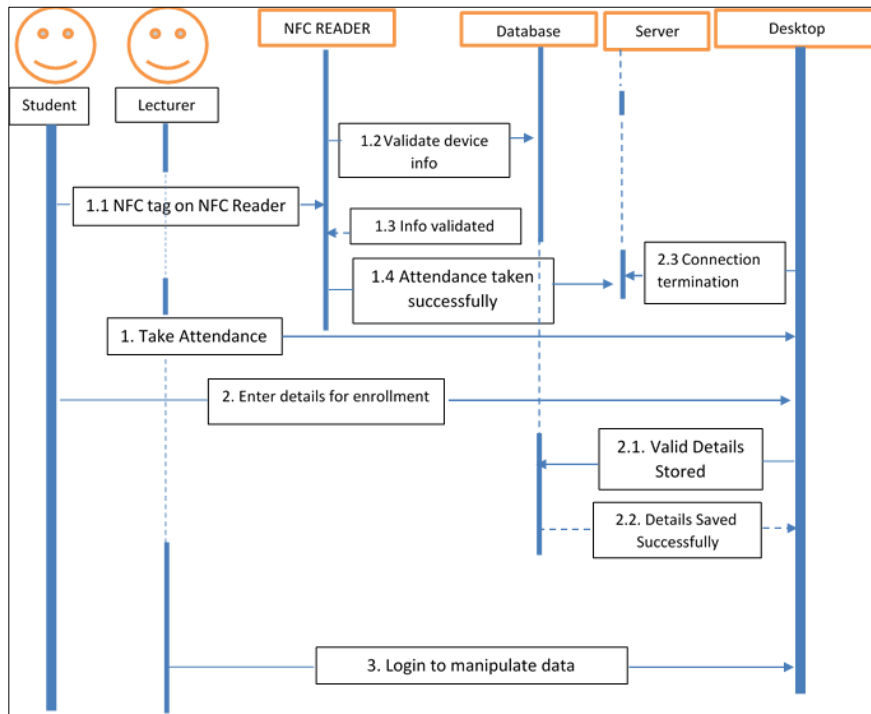 NFC READER
Database
Server
Desktop
Student
Lecturer
1.2 Validate device
info
1.1 NFC tag on NFC Reader
1.3 Info validated
1.4 Attendance taken
successfully
2.3 Connection
termination
1. Take Attendance
2. Enter details for enrollment
2.1. Valid Details
Stored
2.2. Details Saved
Successfully
3. Login to manipulate data